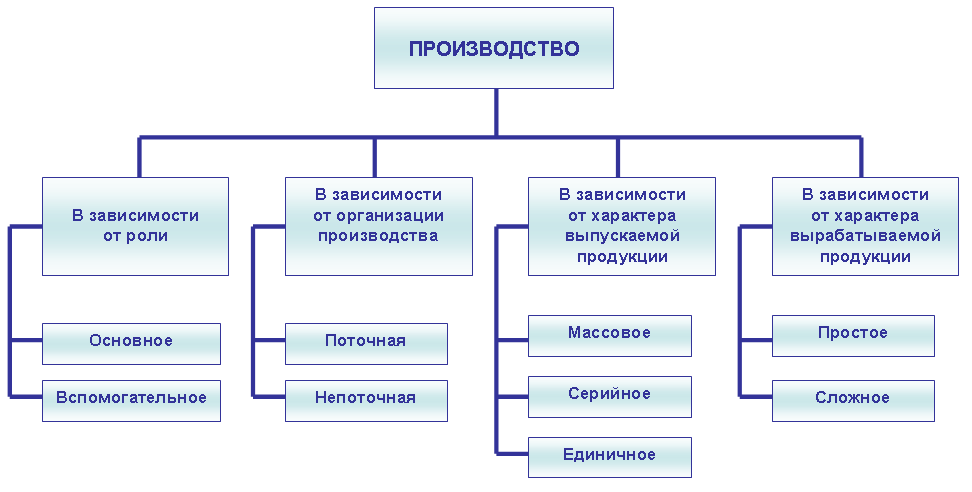 ПРОИЗВОДСТВО
В зависимости
от роли
Основное
Вспомогательное
В зависимости
от организации
производства
Поточная
Непоточная
В зависимости
от характера
выпускаемой
продукции
Массовое
Серийное
Единичное
В зависимости
от характера
вырабатываемой
продукции
Простое
Сложное